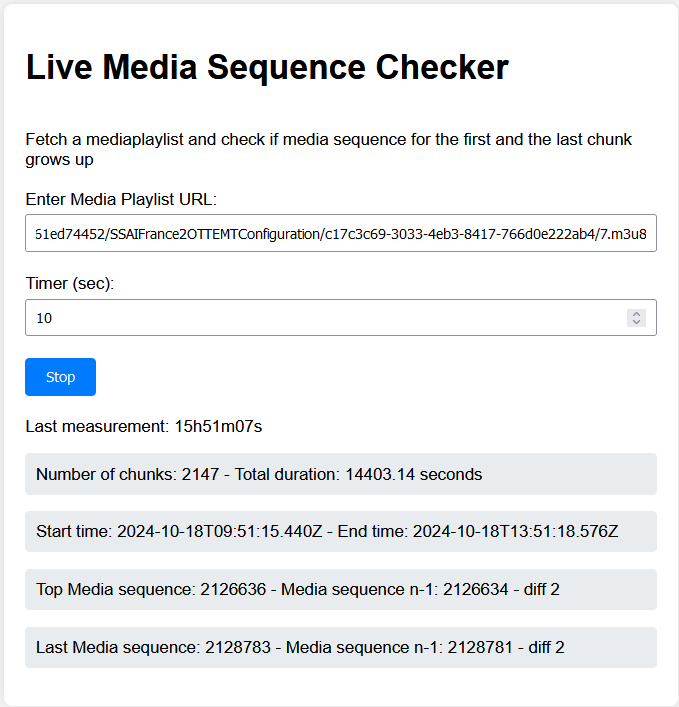 Live Media Sequence Checker
Fetch a mediaplaylist and check if media sequence for the first and the last chunk
grows up
Enter Media Playlist URL:
61ed74452/SSAIFrance2OTTEMTConfiguration/c17c3c69-3033-4eb3-8417-766d0e222ab4/7.m3u8
Timer (sec):
10
Stop
Last measurement: 15h51m07s
Number of chunks: 2147 - Total duration: 14403.14 seconds
Start time: 2024-10-18T09:51:15.440Z - End time: 2024-10-18T13:51:18.576Z
Top Media sequence: 2126636 - Media sequence n-1: 2126634 - diff 2
Last Media sequence: 2128783 - Media sequence n-1: 2128781 - diff 2